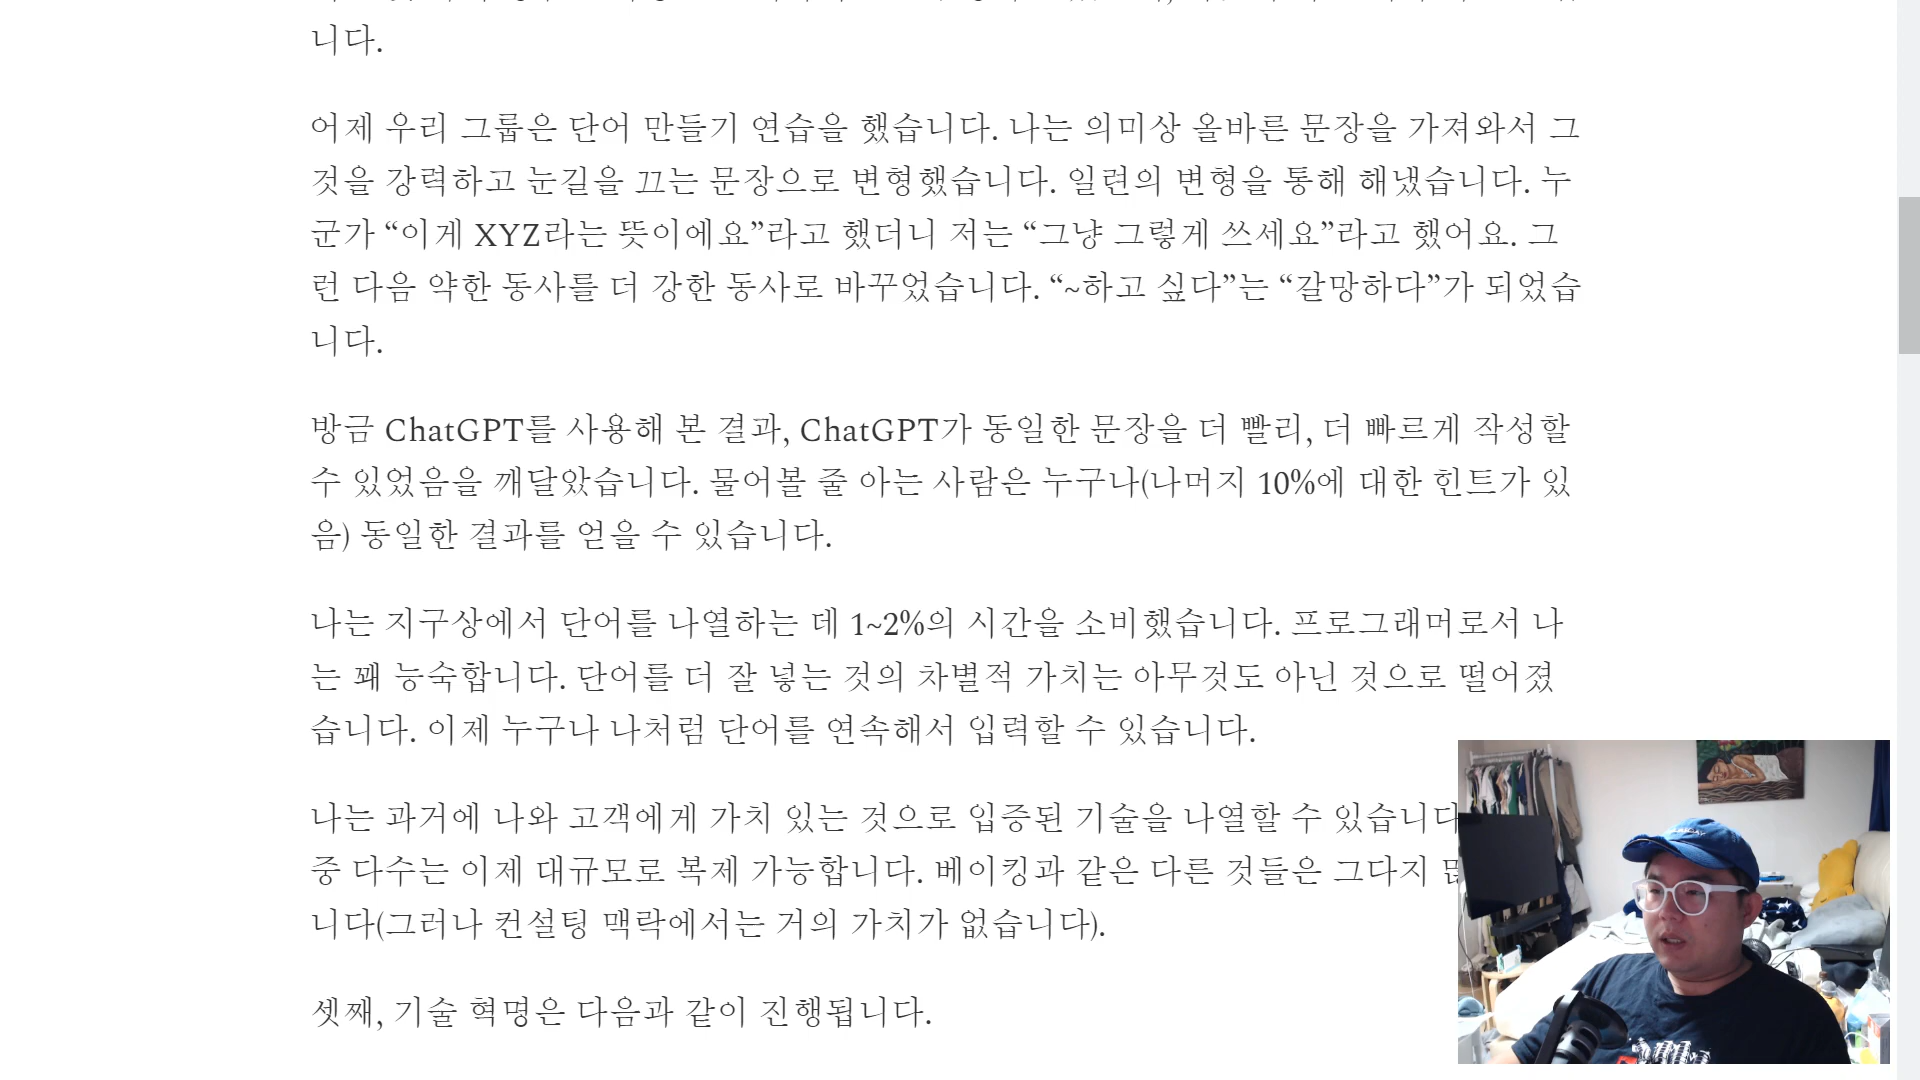 니다.
어제 우리 그룹은 단어 만들기 연습을 했습니다. 나는 의미상 올바른 문장을 가져와서 그
것을 강력하고 눈길을 끄는 문장으로 변형했습니다. 일련의 변형을 통해 해냈습니다. 누
군가 “이게 XYZ라는 뜻이에요”라고 했더니 저는 “그냥 그렇게 쓰세요”라고 했어요. 그
런 다음 약한 동사를 더 강한 동사로 바꾸었습니다. “~하고 싶다”는 “갈망하다”가 되었습
니다.
방금 ChatGPT를 사용해 본 결과, ChatGPT가 동일한 문장을 더 빨리, 더 빠르게 작성할
수 있었음을 깨달았습니다. 물어볼 줄 아는 사람은 누구나(나머지 10%에 대한 힌트가 있
음) 동일한 결과를 얻을 수 있습니다.
나는 지구상에서 단어를 나열하는 데 1~2%의 시간을 소비했습니다. 프로그래머로서 나
는 꽤 능숙합니다. 단어를 더 잘 넣는 것의 차별적 가치는 아무것도 아닌 것으로 떨어졌
습니다. 이제 누구나 나처럼 단어를 연속해서 입력할 수 있습니다.
나는 과거에 나와 고객에게 가치 있는 것으로 입증된 기술을 나열할 수 있습니다
중 다수는 이제 대규모로 복제 가능합니다. 베이킹과 같은 다른 것들은 그다지
니다(그러나 컨설팅 맥락에서는 거의 가치가 없습니다).
셋째, 기술 혁명은 다음과 같이 진행됩니다.